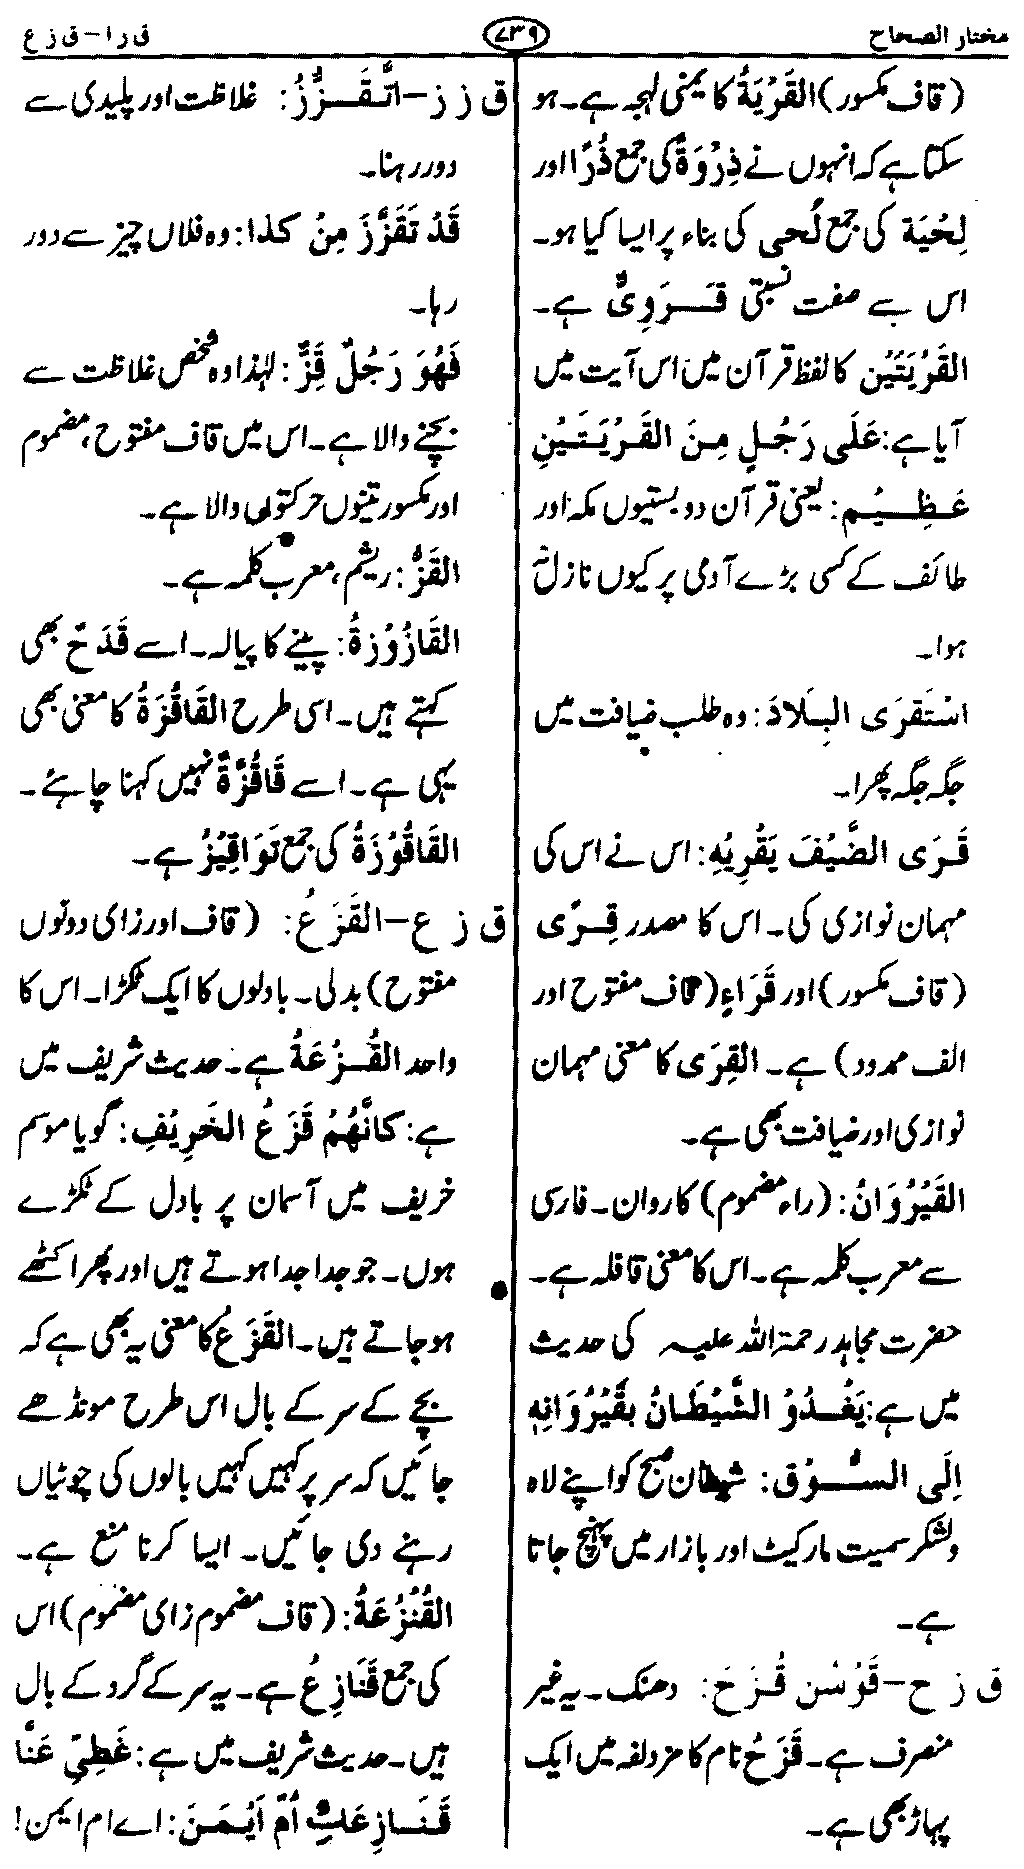 مختار الصحاح
۷۳۹
ق ر ا – ق ز ع
(قاف مکسور) القَرْيَةُ کا یمنی لہجہ ہے۔ ہو
سکتا ہے کہ انہوں نے ذِرْوَةٌ کی جمع ذُرًا اور
لِحْيَة کی جمع لُحی کی بناء پر ایسا کیا ہو۔
اس سے صفت نسبتی قَرَوِیٌّ ہے۔
القَرْيَتَيْن کا لفظ قرآن میں اس آیت میں
آیا ہے: عَلَى رَجُلٍ مِنَ القَرْيَتَيْنِ
عَظِيْم: یعنی قرآن دو بستیوں مکہ اور
طائف کے کسی بڑے آدمی پر کیوں نازل نہ
ہوا۔
اسْتَقرَى البِلَادَ: وہ طلب ضیافت میں
جگہ جگہ پھرا۔
قَرَى الضَّيْفَ يَقْرِيْهِ: اس نے اس کی
مہمان نوازی کی۔ اس کا مصدر قِرًى
(قاف مکسور) اور قَرَاءٍ (قاف مفتوح اور
الف ممدود) ہے۔ القِرَى کا معنی مہمان
نوازی اور ضیافت بھی ہے۔
القَيْرُوَانُ: (راء مضموم) کاروان۔ فارسی
سے معرب کلمہ ہے۔ اس کا معنی قافلہ ہے۔
حضرت مجاہد رحمۃ اللہ علیہ کی حدیث
میں ہے: يَغْدُوْ الشَّيْطَانُ بِقَيْرُوَانِهِ
اِلَى السُّوْق: شیطان صبح کو اپنے لاؤ
لشکر سمیت مارکیٹ اور بازار میں پہنچ جاتا
ہے۔
ق ز ح – قَوْسُ قُزَحَ: دھنک۔ یہ غیر
منصرف ہے۔ قُزَحُ نام کا مزدلفہ میں ایک
پہاڑ بھی ہے۔
ق ز ز – اتَّقَزُّزُ: غلاظت اور پلیدی سے
دور رہنا۔
قَدْ تَقَزَّزَ مِنْ كذا: وہ فلاں چیز سے دور
رہا۔
فَهُوَ رَجُلٌ قِزٌّ: لہٰذا وہ شخص غلاظت سے
بچنے والا ہے۔ اس میں قاف مفتوح، مضموم
اور مکسور تینوں حرکتوں والا ہے۔
القَزُّ: ریشم، معرب کلمہ ہے۔
القَازُوْزَةُ: پینے کا پیالہ۔ اسے قَدَحٌ بھی
کہتے ہیں۔ اسی طرح القَاقُزَةُ کا معنی بھی
یہی ہے۔ اسے قَاقُزَّةٌ نہیں کہنا چاہئے۔
القَاقُوْزَةُ کی جمع تَوَاقِيْزُ ہے۔
ق ز ع – القَزَعُ: (قاف اور زای دونوں
مفتوح) بدلی۔ بادلوں کا ایک ٹکڑا۔ اس کا
واحد القُزْعَةُ ہے۔ حدیث شریف میں
ہے: كَانَّهُمْ قَزَعُ الخَرِيْفِ: گویا موسم
خریف میں آسمان پر بادل کے ٹکڑے
ہوں۔ جو جدا جدا ہوتے ہیں اور پھر اکٹھے
ہو جاتے ہیں۔ القَزَعُ کا معنی یہ بھی ہے کہ
بچے کے سر کے بال اس طرح مونڈھے
جائیں کہ سر پر کہیں کہیں بالوں کی چوٹیاں
رہنے دی جائیں۔ ایسا کرنا منع ہے۔
القُنْزُعَةُ: (قاف مضموم زای مضموم) اس
کی جمع قَنَازِعُ ہے۔ یہ سر کے گرد کے بال
ہیں۔ حدیث شریف میں ہے: غَطِیْ عَنَّا
قَنَازِعَكِ اُمَّ اَيْمَنَ: اے ام ایمن!